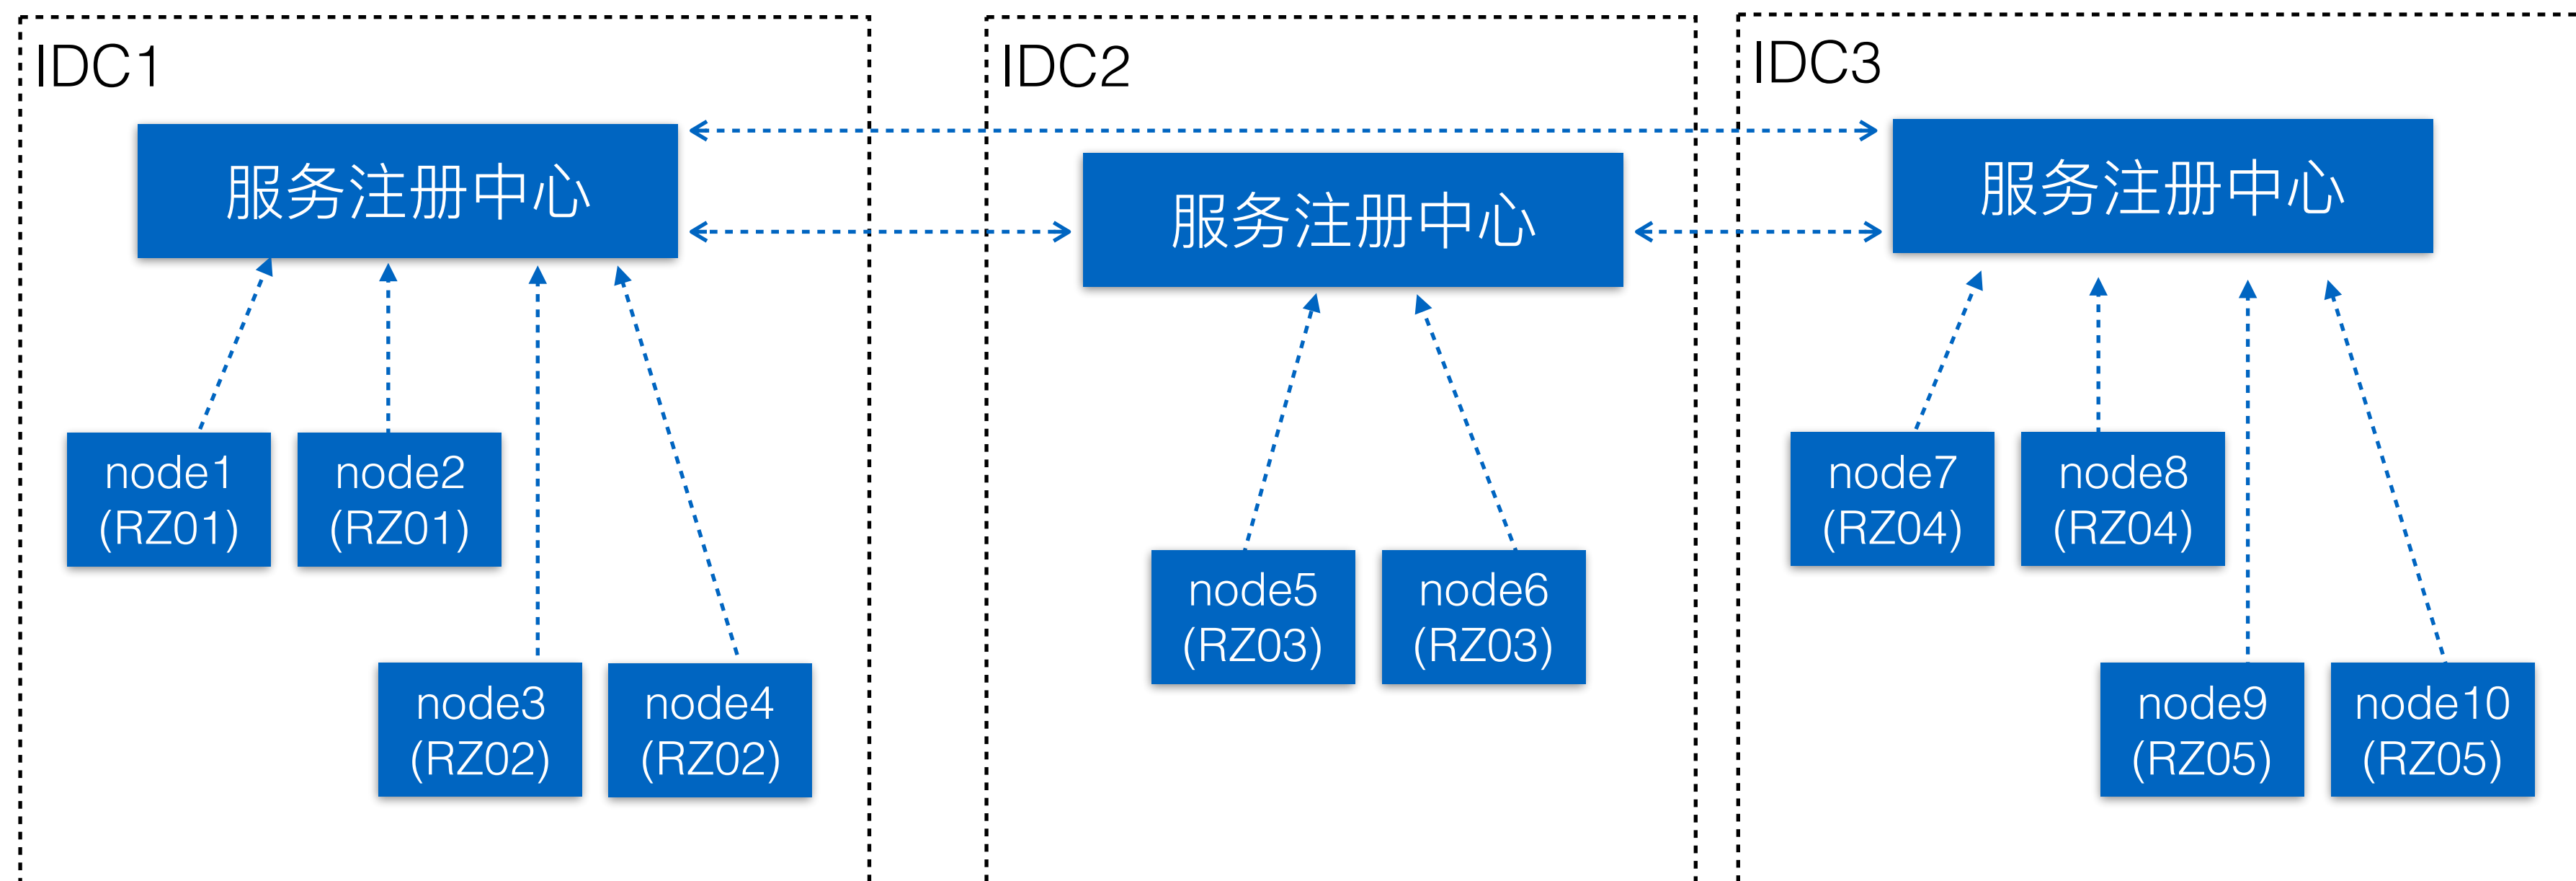 IDC1
服务注册中心
node1
(RZ01)
node2
(RZ01)
node3
(RZ02)
node4
(RZ02)
IDC2
服务注册中心
node5
(RZ03)
node6
(RZ03)
IDC3
服务注册中心
node7
(RZ04)
node8
(RZ04)
node9
(RZ05)
node10
(RZ05)